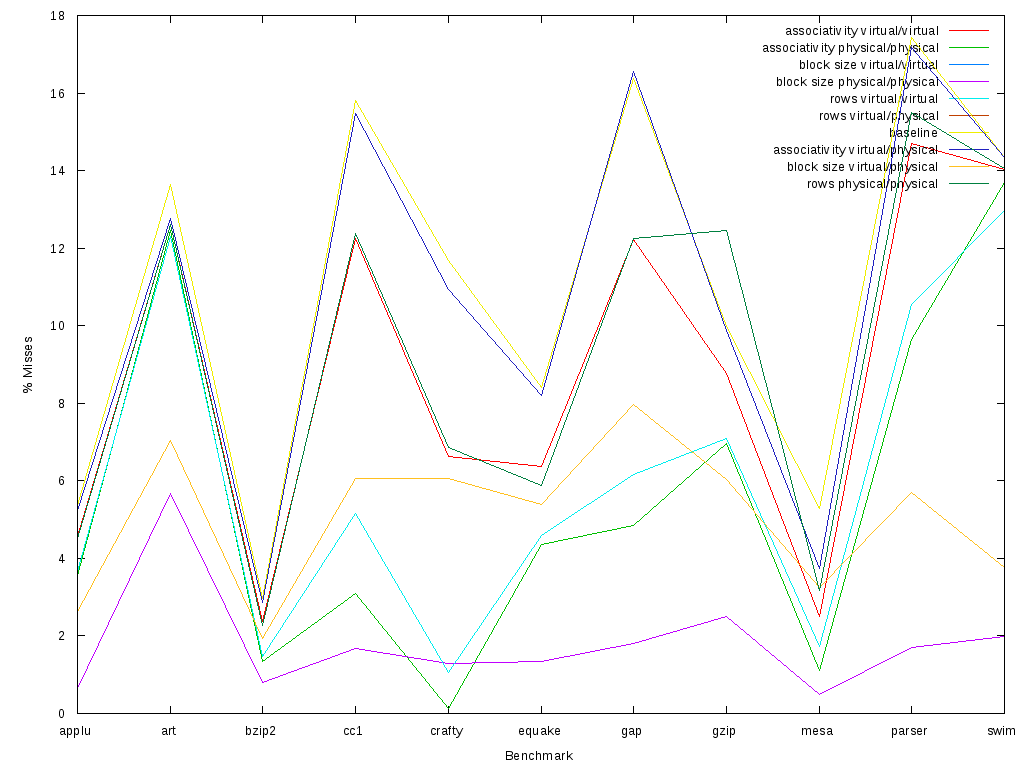 18
16
14
12
10
8
6
4
2
0
% Misses
associativity virtual/virtual
associativity physical/physical
block size virtual/virtual
block size physical/physical
rows virtual/virtual
rows virtual/physical
baseline
associativity virtual/physical
block size virtual/physical
rows physical/physical
applu art bzip2 cc1 crafty equake gap gzip mesa parser swim
Benchmark